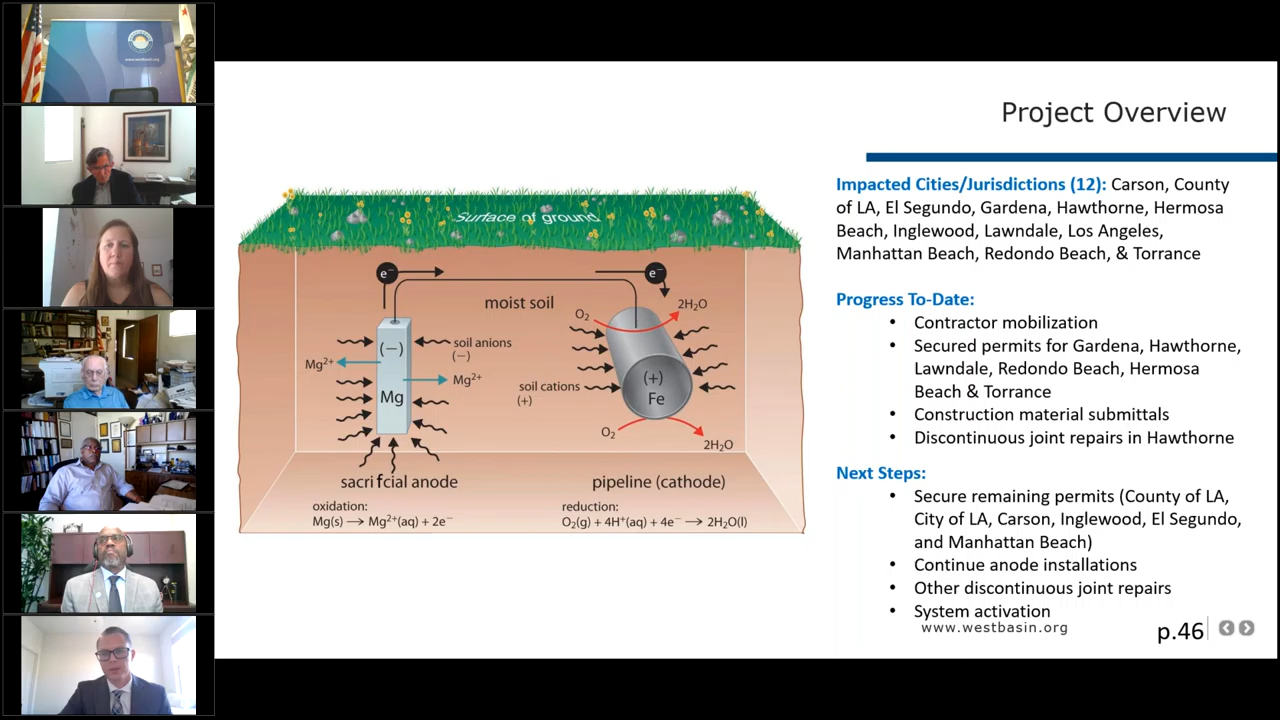 www.westbasin.org
Project Overview
Surface of ground
e⁻
e⁻
moist soil
O₂
2H₂O
(−)
soil anions
(−)
Mg²⁺
Mg²⁺
Mg
soil cations
(+)
(+)
Fe
O₂
2H₂O
sacrifcial anode
pipeline (cathode)
oxidation:
Mg(s) → Mg²⁺(aq) + 2e⁻
reduction:
O₂(g) + 4H⁺(aq) + 4e⁻ → 2H₂O(l)
Impacted Cities/Jurisdictions (12): Carson, County
of LA, El Segundo, Gardena, Hawthorne, Hermosa
Beach, Inglewood, Lawndale, Los Angeles,
Manhattan Beach, Redondo Beach, & Torrance
Progress To-Date:
• Contractor mobilization
• Secured permits for Gardena, Hawthorne,
Lawndale, Redondo Beach, Hermosa
Beach & Torrance
• Construction material submittals
• Discontinuous joint repairs in Hawthorne
Next Steps:
• Secure remaining permits (County of LA,
City of LA, Carson, Inglewood, El Segundo,
and Manhattan Beach)
• Continue anode installations
• Other discontinuous joint repairs
• System activation
www.westbasin.org
p.46